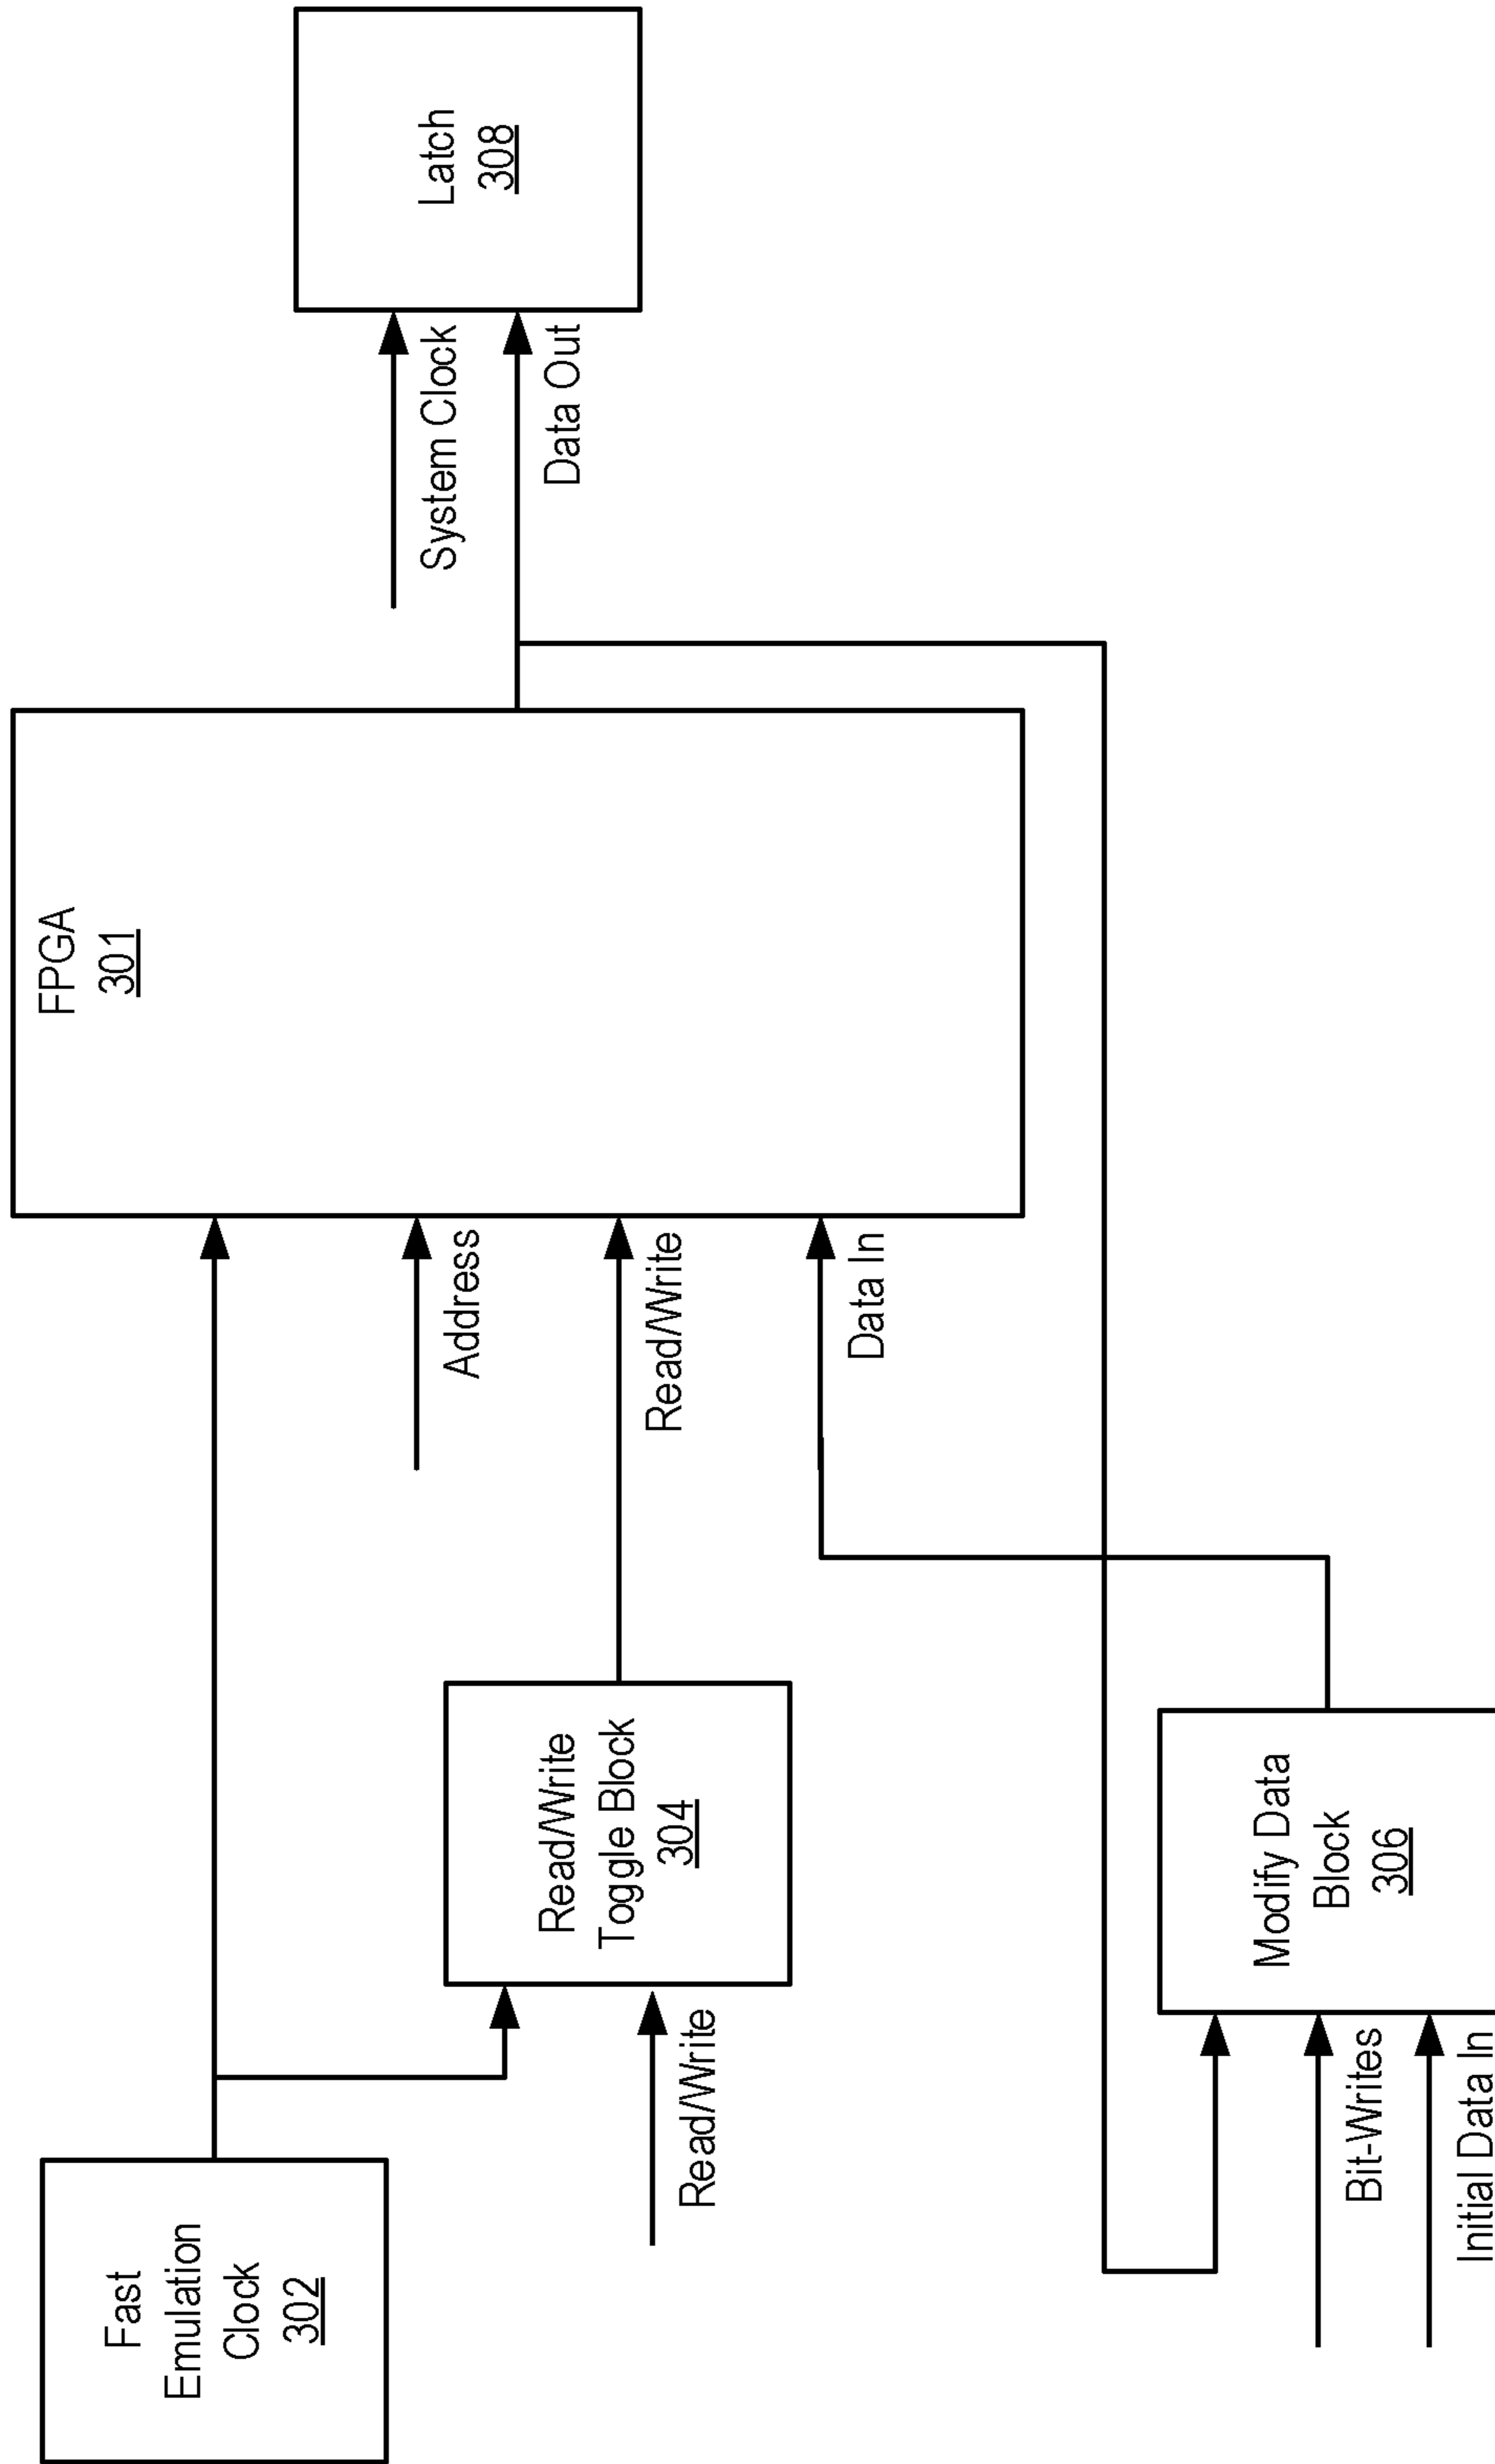 Fast
Emulation
Clock
302
Read/Write
Read/Write
Toggle Block
304
Bit-Writes
Initial Data In
Modify Data
Block
306
Address
Read/Write
Data In
FPGA
301
System Clock
Data Out
Latch
308